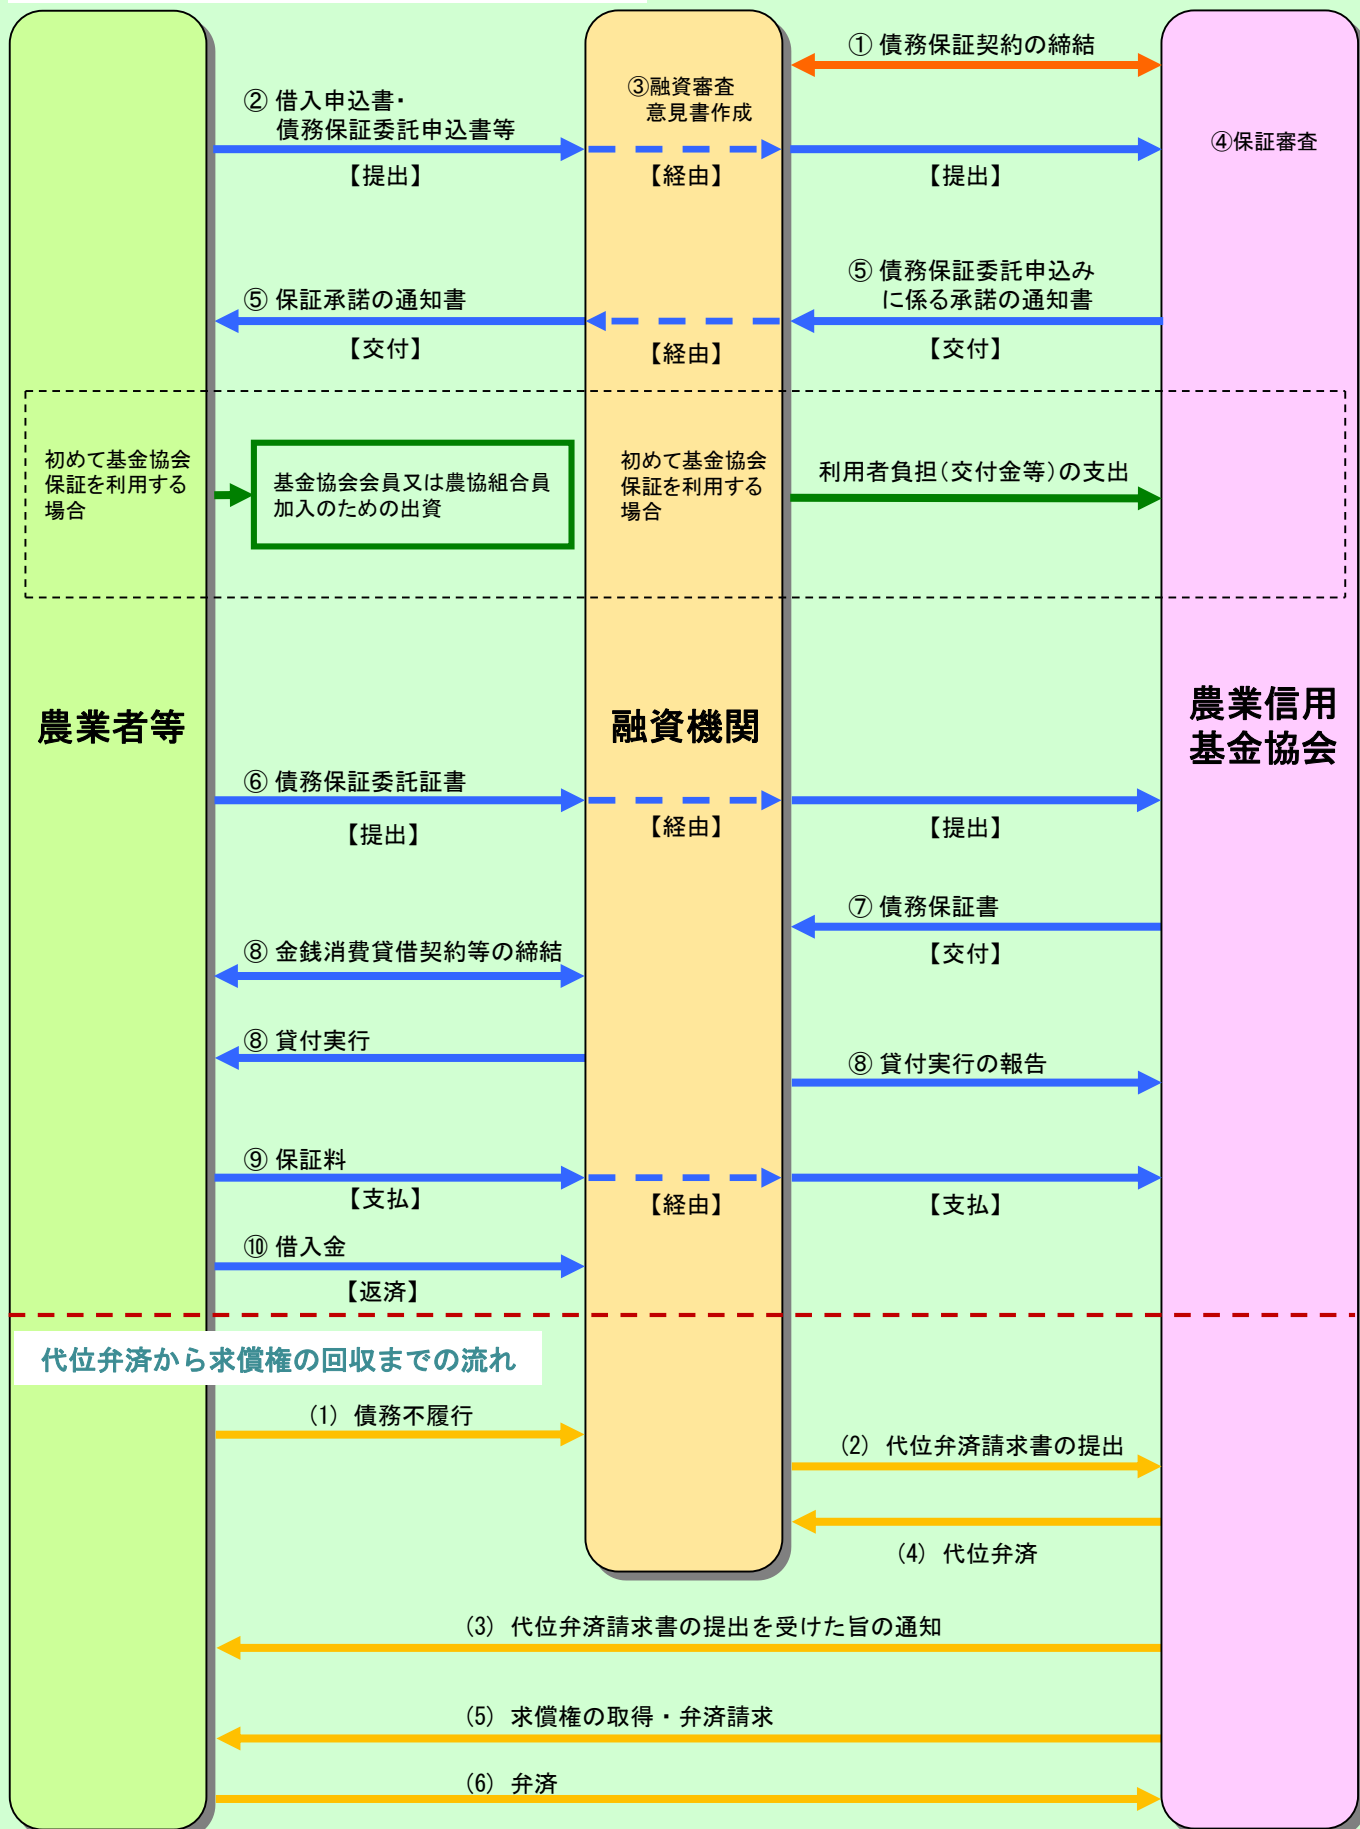 ① 債務保証契約の締結
② 借入申込書・
債務保証委託申込書等
③融資審査
意見書作成
④保証審査
【提出】
【経由】
【提出】
⑤ 保証承諾の通知書
⑤ 債務保証委託申込み
に係る承諾の通知書
【交付】
【経由】
【交付】
初めて基金協会
保証を利用する
場合
基金協会会員又は農協組合員
加入のための出資
初めて基金協会
保証を利用する
場合
利用者負担(交付金等)の支出
農業者等
融資機関
農業信用
基金協会
⑥ 債務保証委託証書
【提出】
【経由】
【提出】
⑦ 債務保証書
【交付】
⑧ 金銭消費貸借契約等の締結
⑧ 貸付実行
⑧ 貸付実行の報告
⑨ 保証料
【支払】
【経由】
【支払】
⑩ 借入金
【返済】
代位弁済から求償権の回収までの流れ
(1) 債務不履行
(2) 代位弁済請求書の提出
(4) 代位弁済
(3) 代位弁済請求書の提出を受けた旨の通知
(5) 求償権の取得・弁済請求
(6) 弁済